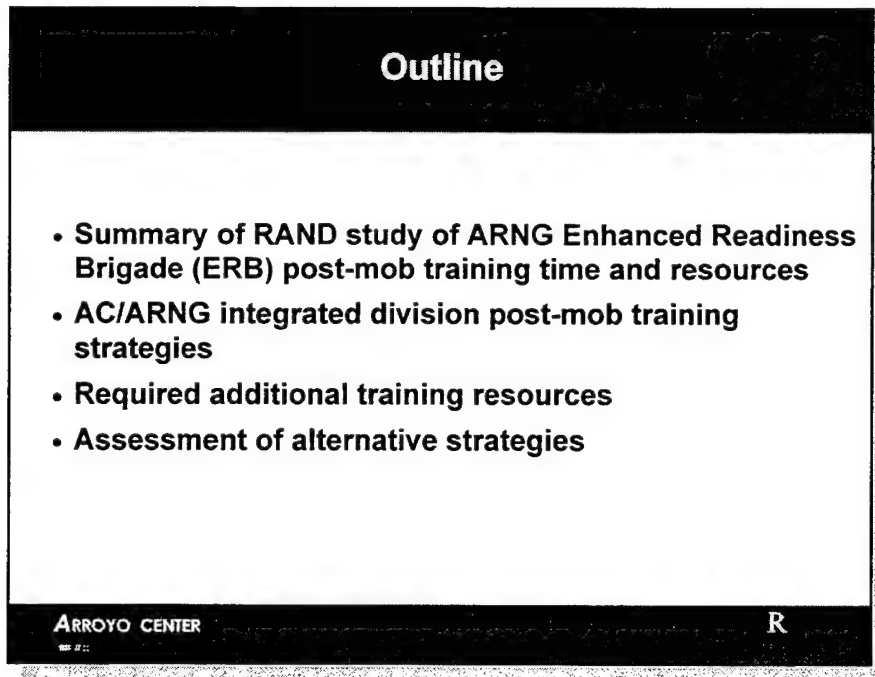 Outline
• Summary of RAND study of ARNG Enhanced Readiness
Brigade (ERB) post-mob training time and resources
• AC/ARNG integrated division post-mob training
strategies
• Required additional training resources
• Assessment of alternative strategies
ARROYO CENTER
R